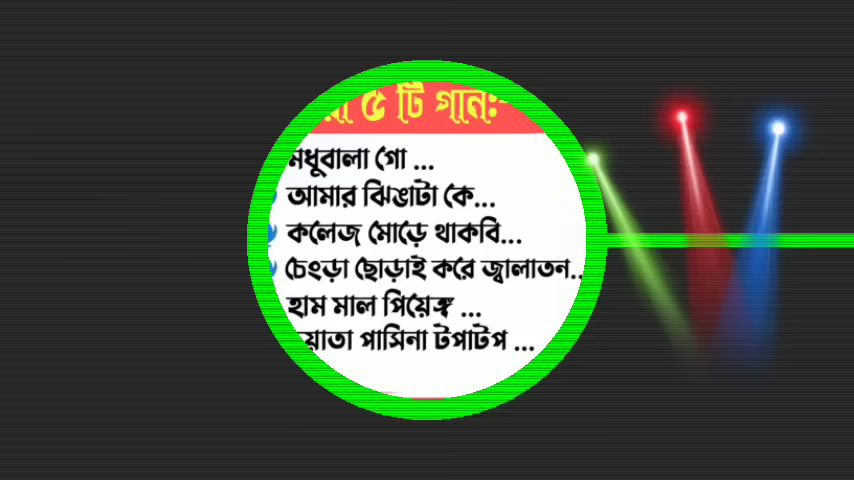 ৫ টি গান:-
মধুবালা গো ...
আমার ঝিঙাটা কে...
কলেজ মোড়ে থাকবি...
চেংড়া ছোড়াই করে জ্বালাতন..
হাম মাল পিয়েঙ্গ ...
পাসিনা টপাটপ ...